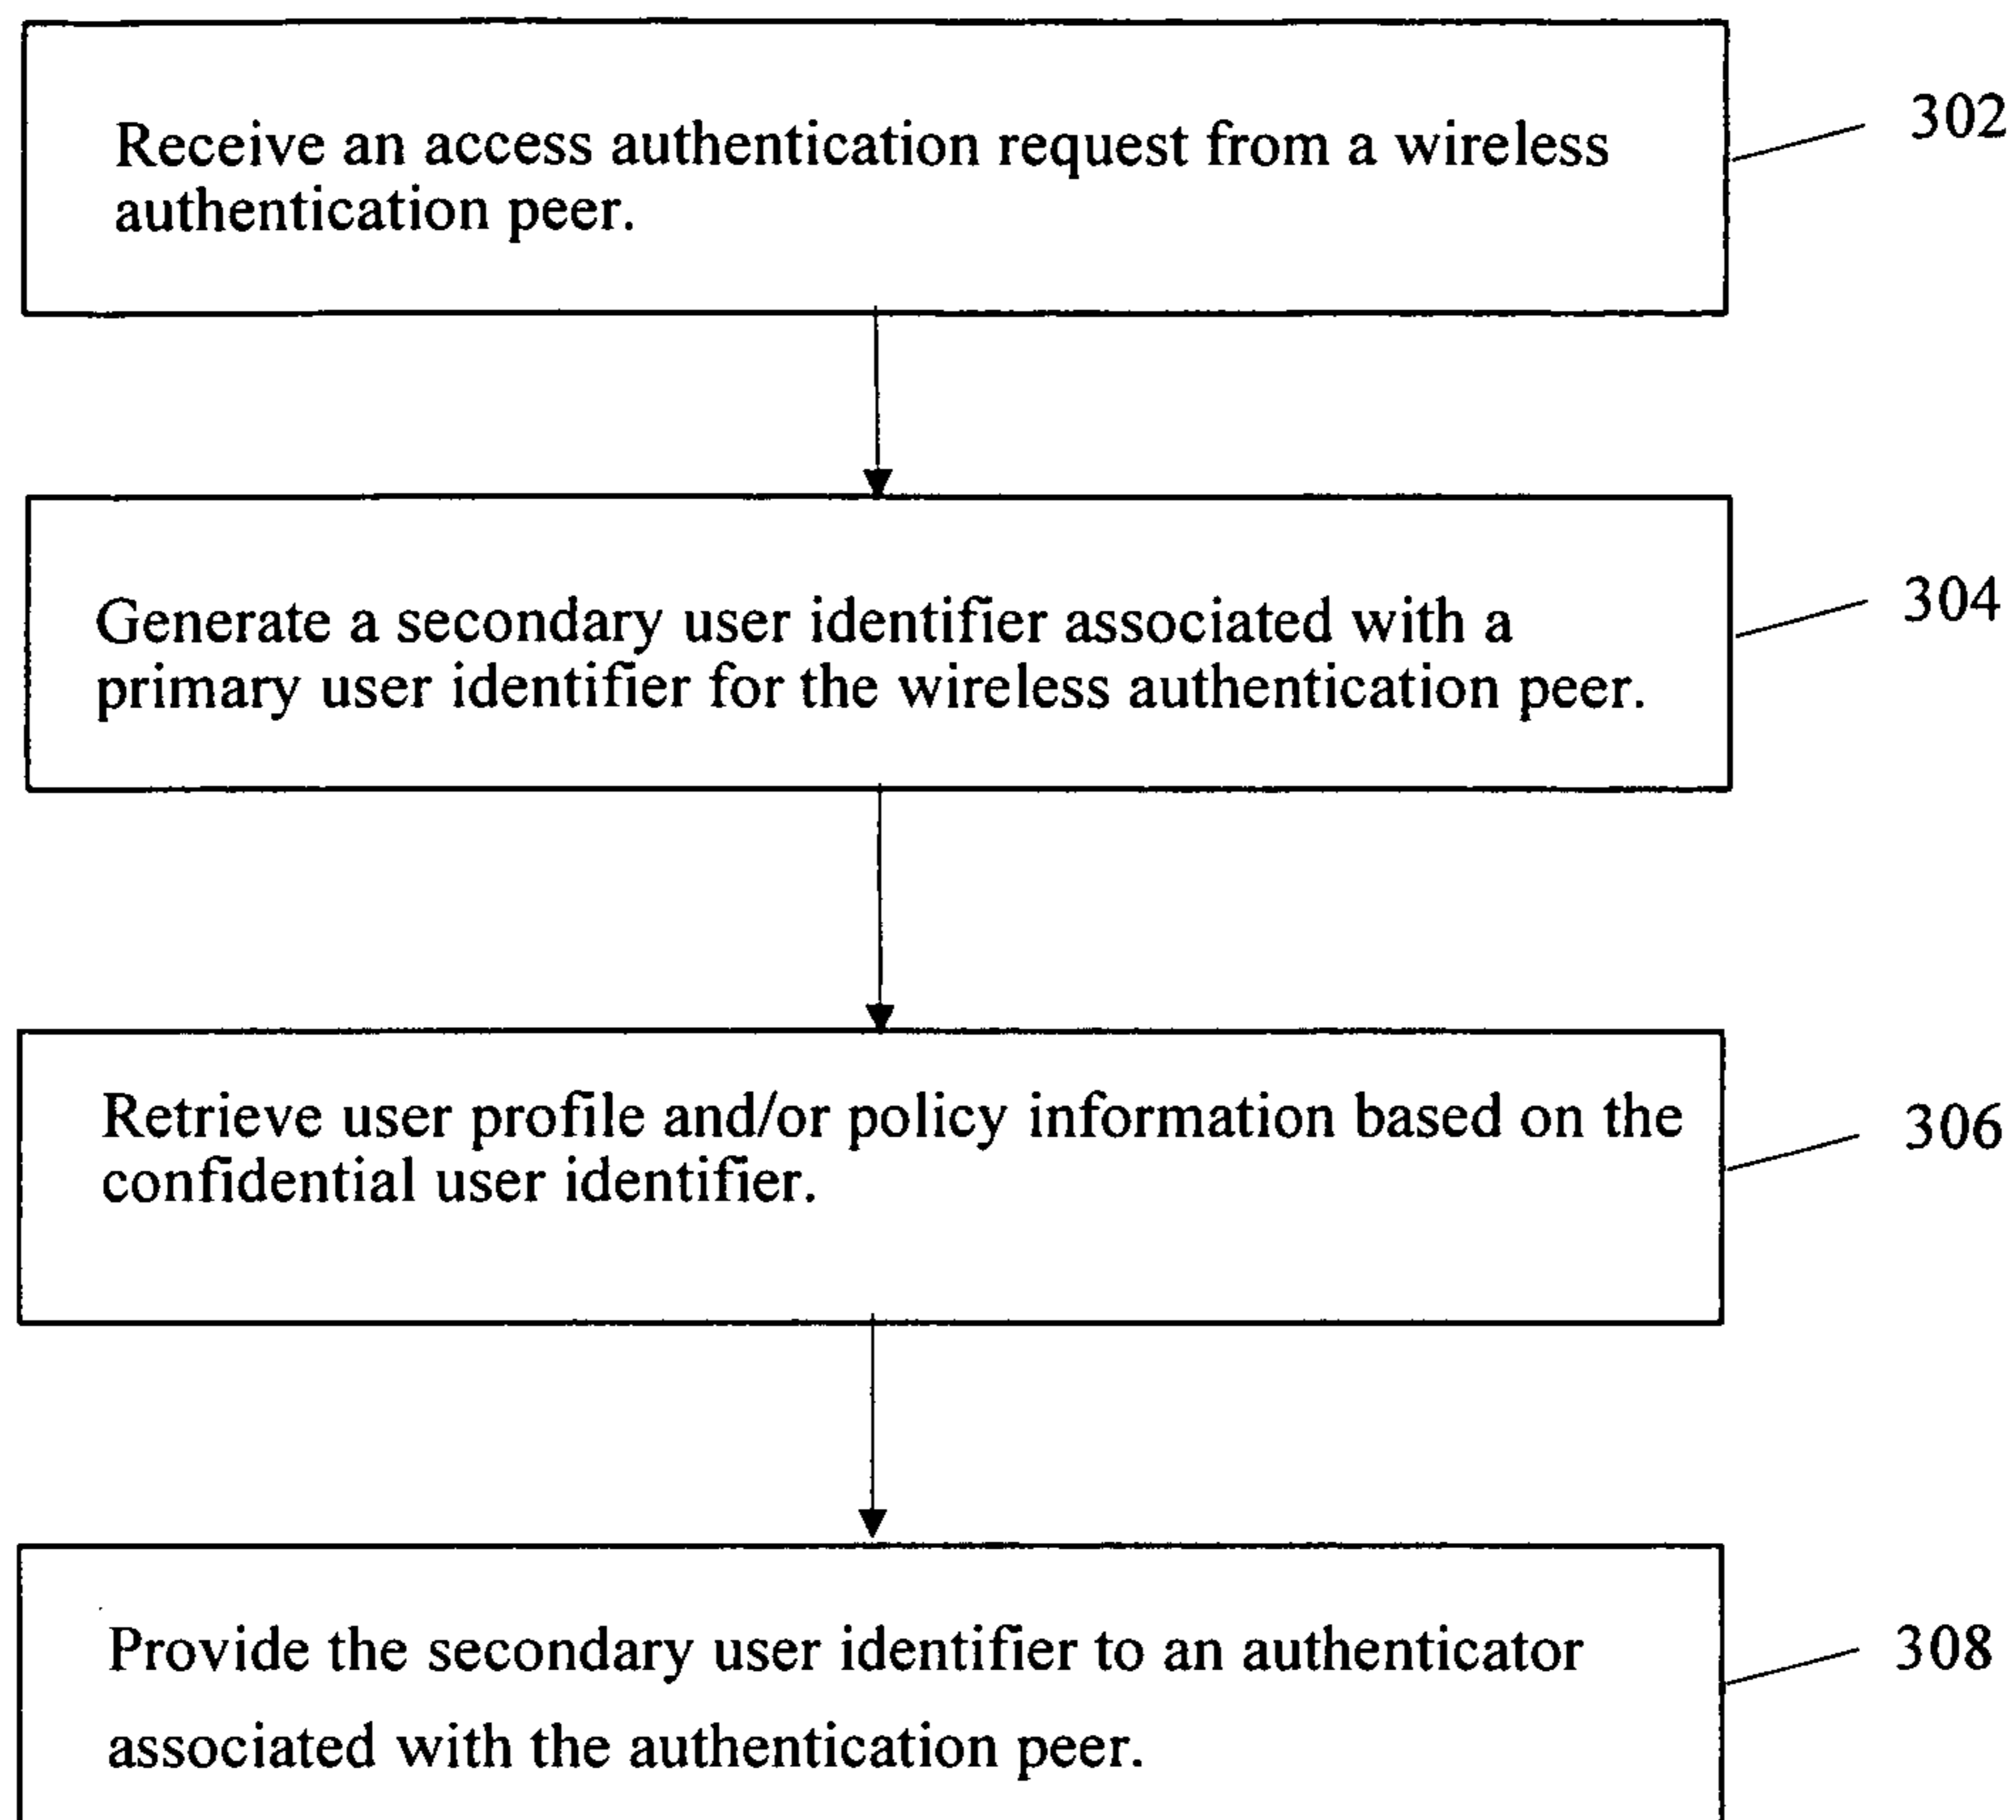 Receive an access authentication request from a wireless
authentication peer.
302
Generate a secondary user identifier associated with a
primary user identifier for the wireless authentication peer.
304
Retrieve user profile and/or policy information based on the
confidential user identifier.
306
Provide the secondary user identifier to an authenticator
associated with the authentication peer.
308